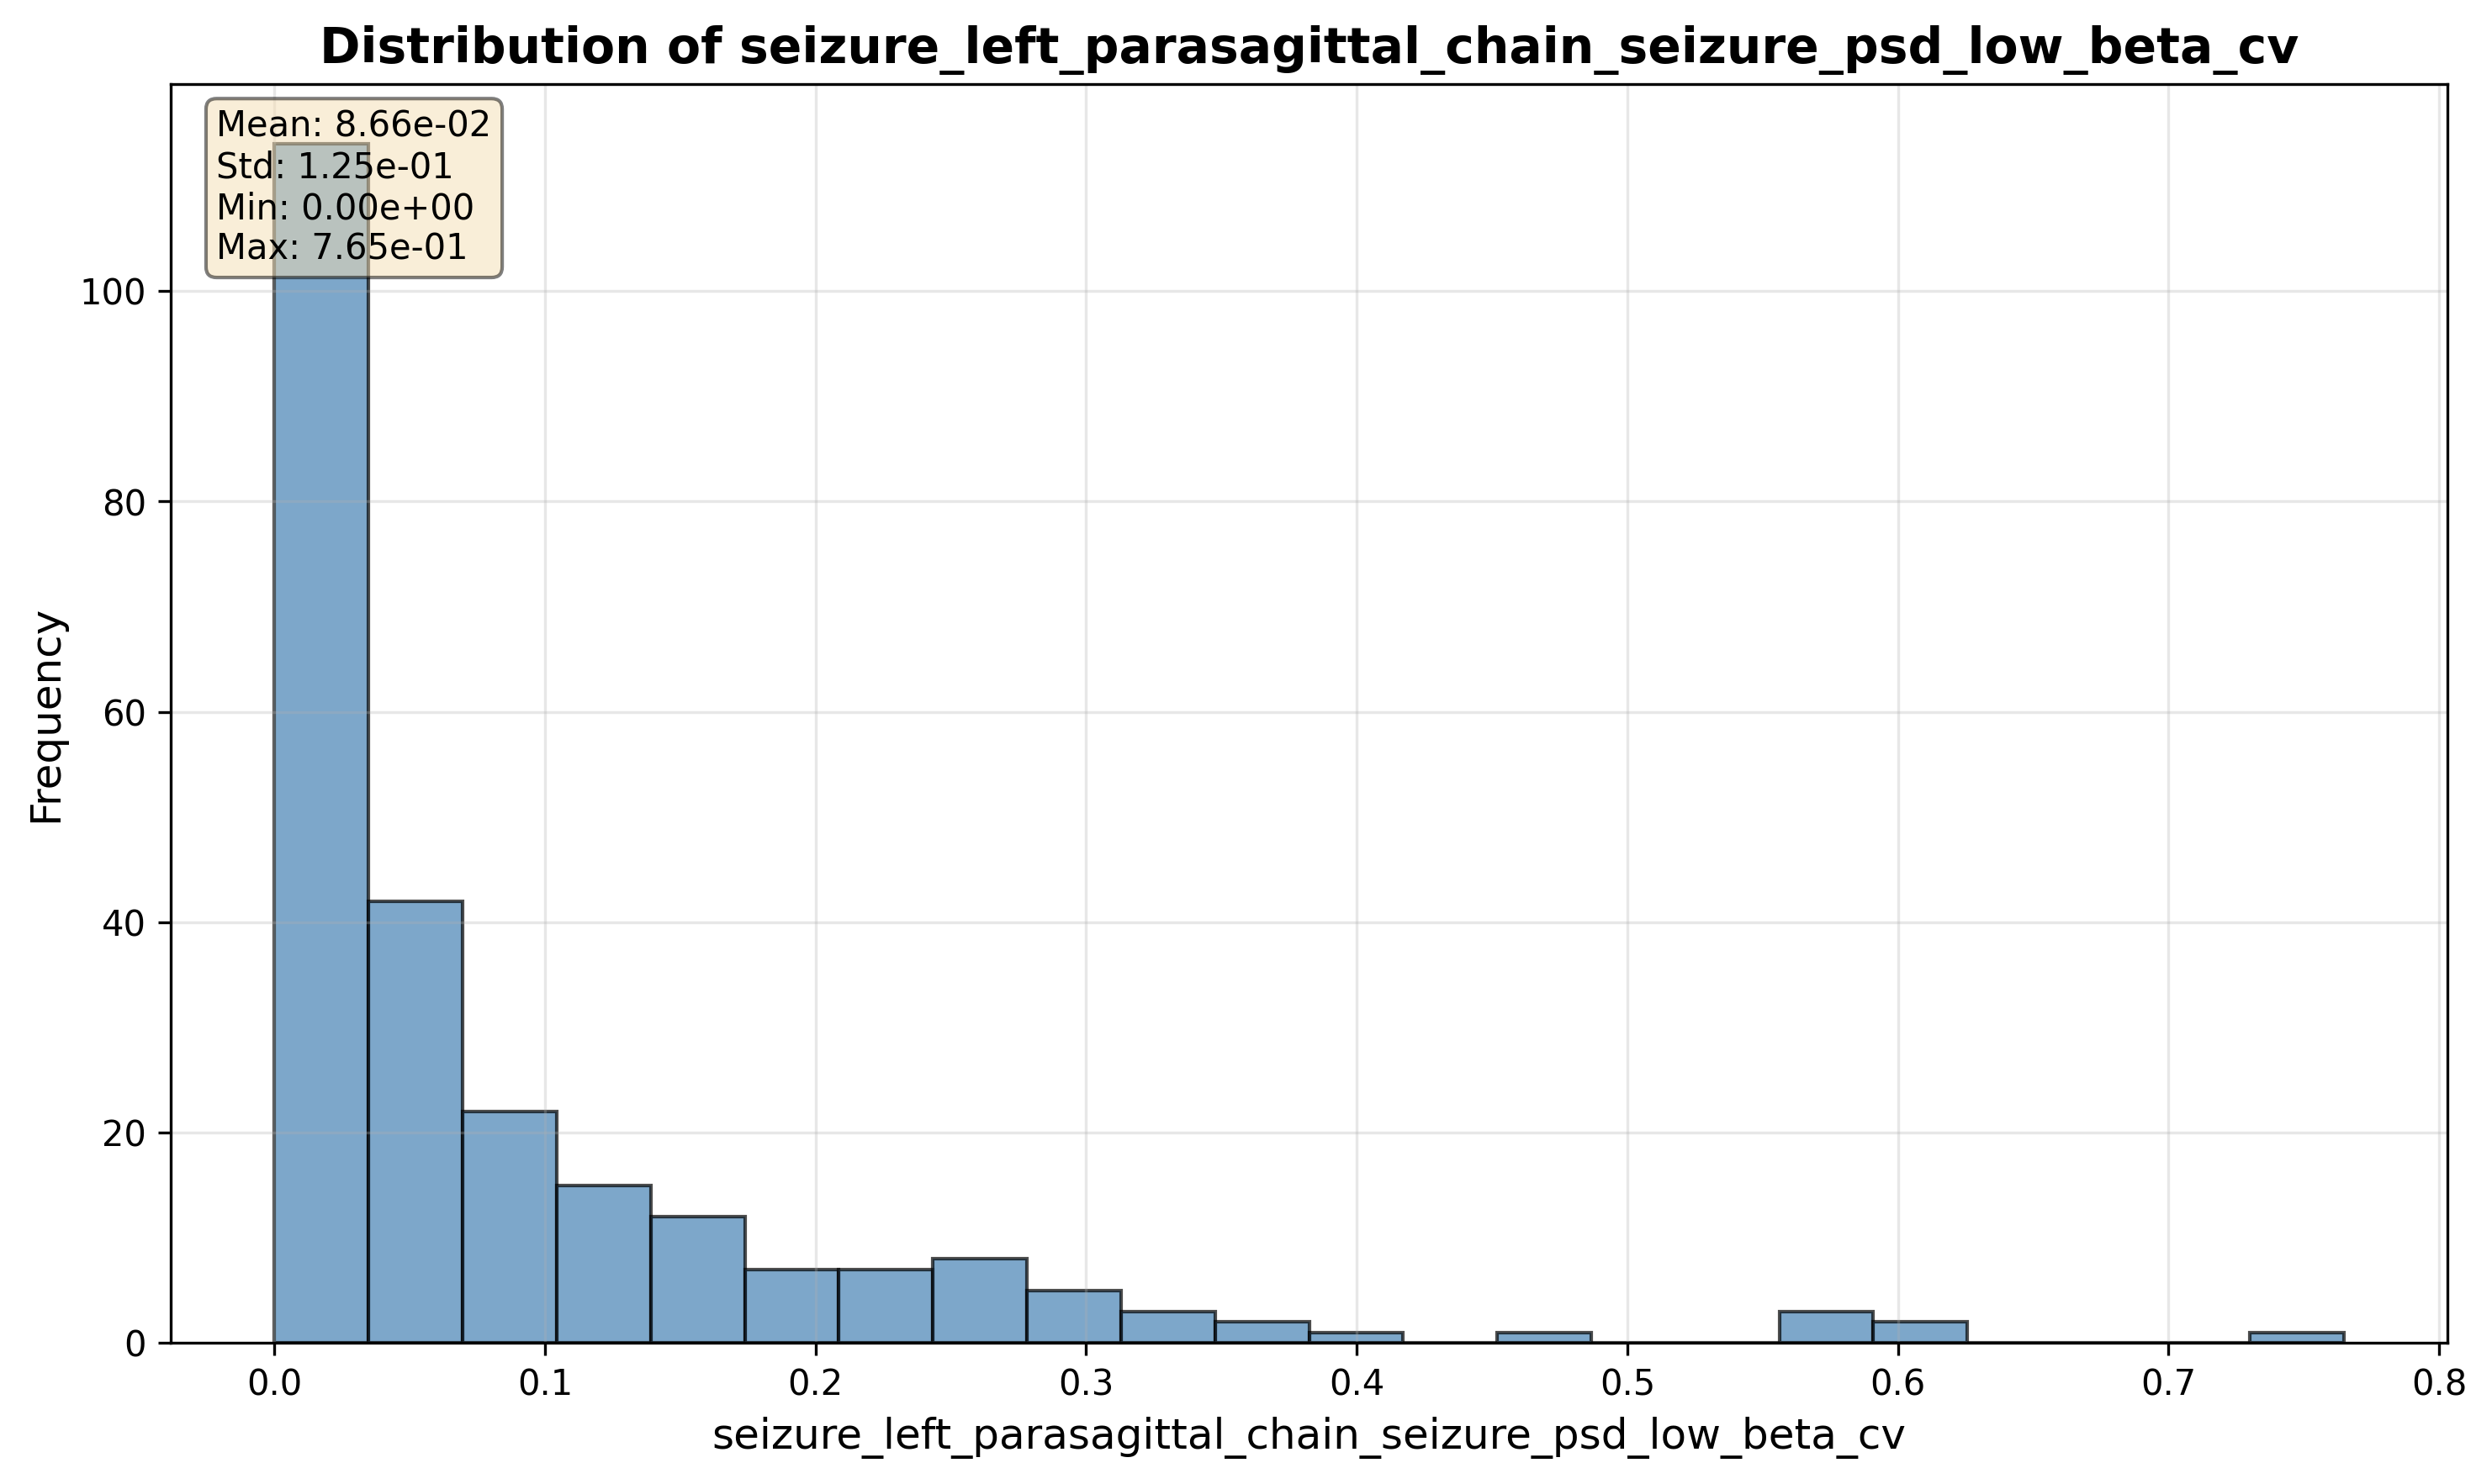 Distribution of seizure_left_parasagittal_chain_seizure_psd_low_beta_cv
Mean: 8.66e-02
Std: 1.25e-01
Min: 0.00e+00
Max: 7.65e-01
Frequency
100
80
60
40
20
0
0.0 0.1 0.2 0.3 0.4 0.5 0.6 0.7 0.8
seizure_left_parasagittal_chain_seizure_psd_low_beta_cv